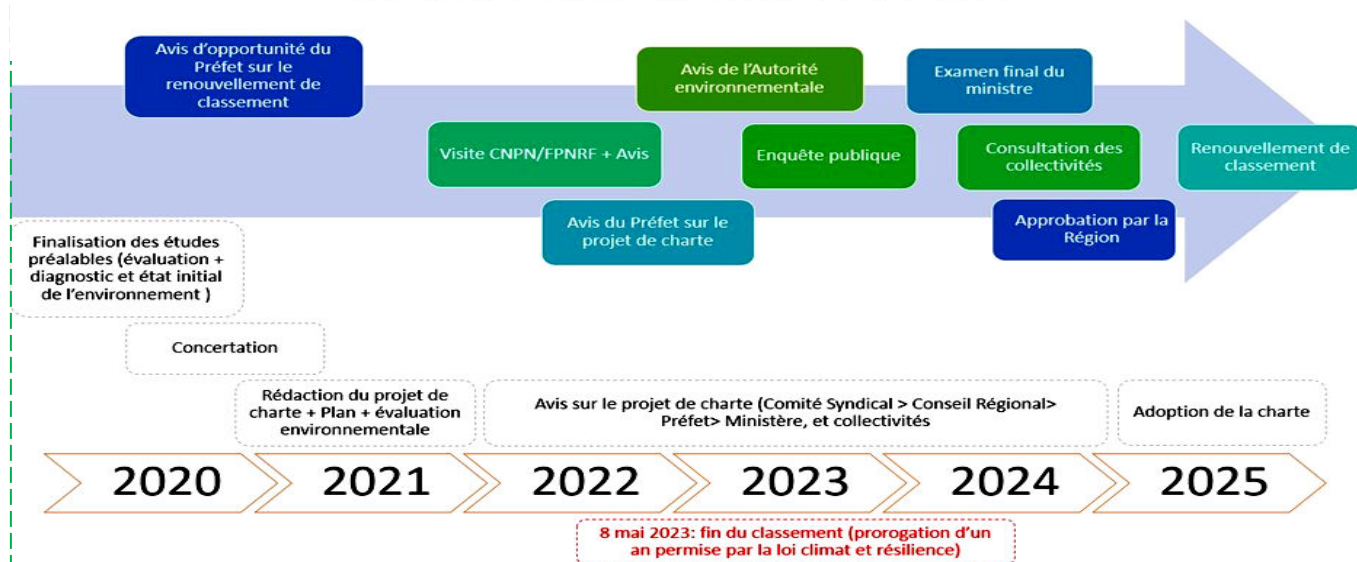 Avis d'opportunité du
Préfet sur le
renouvellement de
classement
Avis de l'Autorité
environnementale
Examen final du
ministre
Visite CNPN/FPNRF + Avis
Enquête publique
Consultation des
collectivités
Renouvellement de
classement
Avis du Préfet sur le
projet de charte
Approbation par la
Région
Finalisation des études
préalables (évaluation +
diagnostic et état initial
de l'environnement )
Concertation
Rédaction du projet de
charte + Plan + évaluation
environnementale
Avis sur le projet de charte (Comité Syndical > Conseil Régional>
Préfet> Ministère, et collectivités
Adoption de la charte
2020
2021
2022
2023
2024
2025
8 mai 2023: fin du classement (prorogation d'un
an permise par la loi climat et résilience)